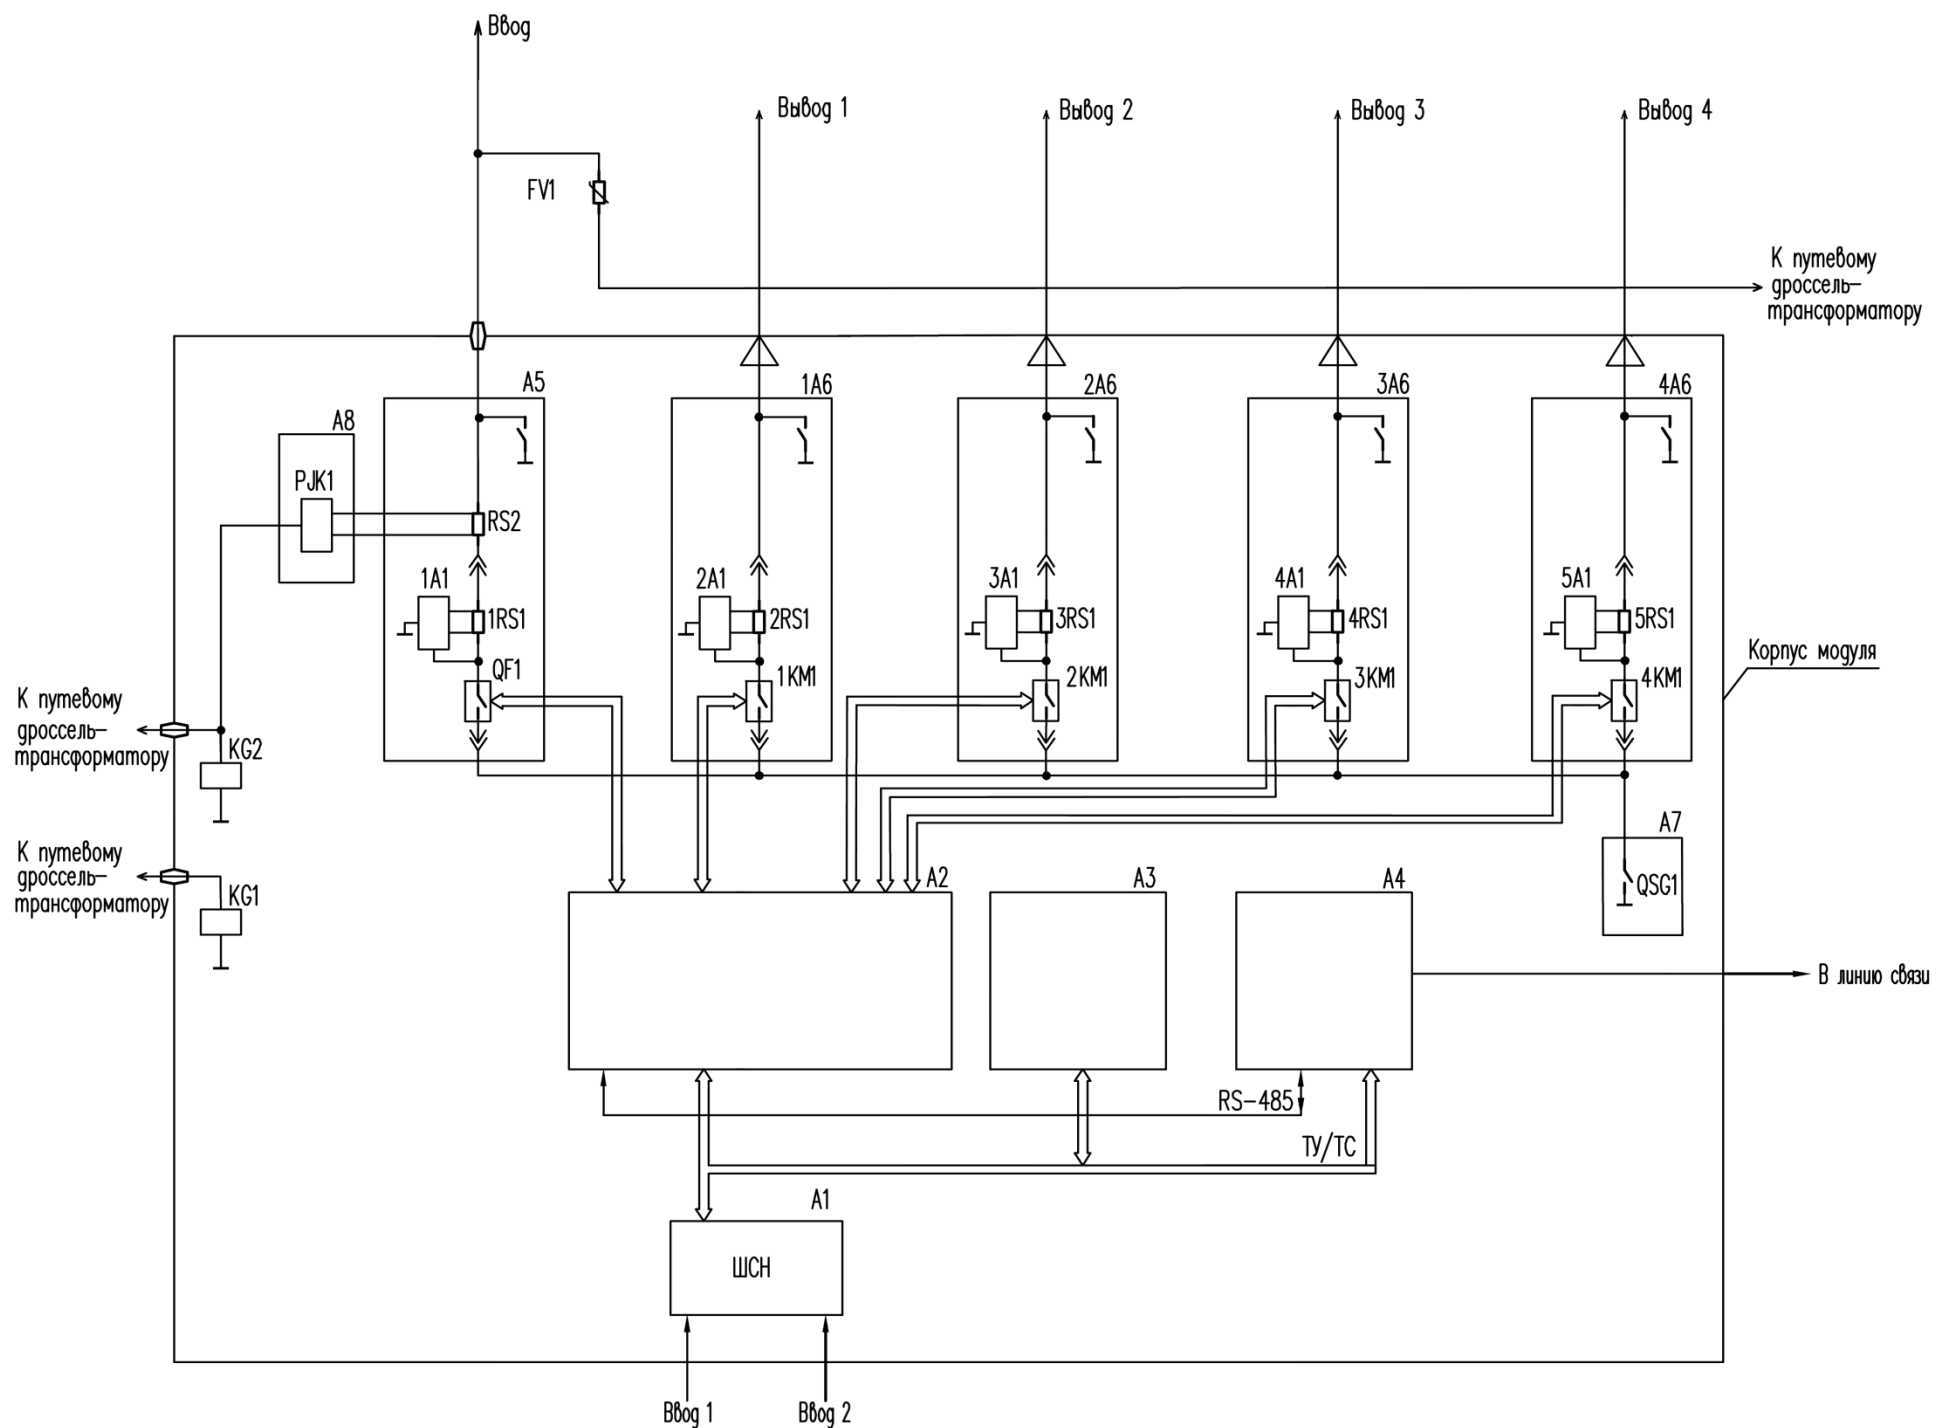 Ввод
Вывод 1
Вывод 2
Вывод 3
Вывод 4
FV1
К путевому
дроссель-
трансформатору
A5
1A6
2A6
3A6
4A6
A8
PJK1
RS2
1A1
2A1
3A1
4A1
5A1
1RS1
2RS1
3RS1
4RS1
5RS1
QF1
1KM1
2KM1
3KM1
4KM1
Корпус модуля
К путевому
дроссель-
трансформатору
KG2
К путевому
дроссель-
трансформатору
KG1
A7
QSG1
A2
A3
A4
В линию связи
RS-485
ТУ/ТС
A1
ШСН
Ввод 1
Ввод 2